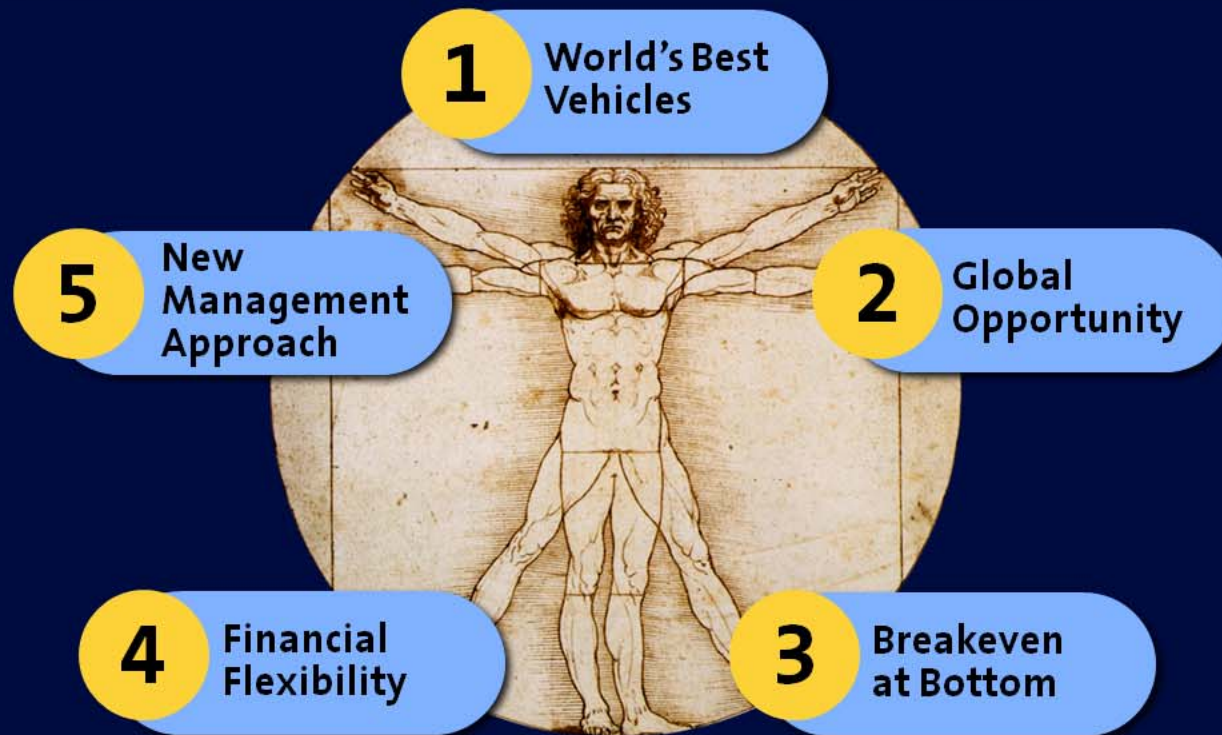 1
World's Best
Vehicles
2
Global
Opportunity
3
Breakeven
at Bottom
4
Financial
Flexibility
5
New
Management
Approach